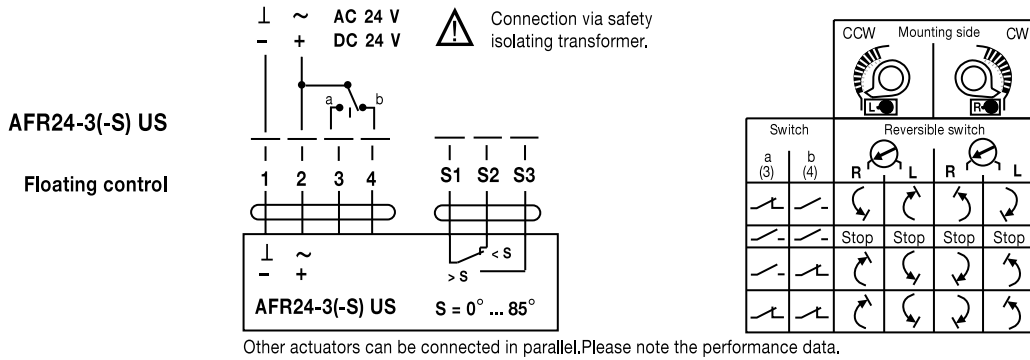 ⊥ ~ AC 24 V
– + DC 24 V
Connection via safety
isolating transformer.
a b
AFR24-3(-S) US
Floating control
1 2 3 4
S1 S2 S3
⊥ ~
– +
< S
> S
AFR24-3(-S) US S = 0° ... 85°
Other actuators can be connected in parallel.Please note the performance data.
CCW Mounting side CW
L R
Switch Reversible switch
a b
(3) (4)
R L R L
Stop Stop Stop Stop